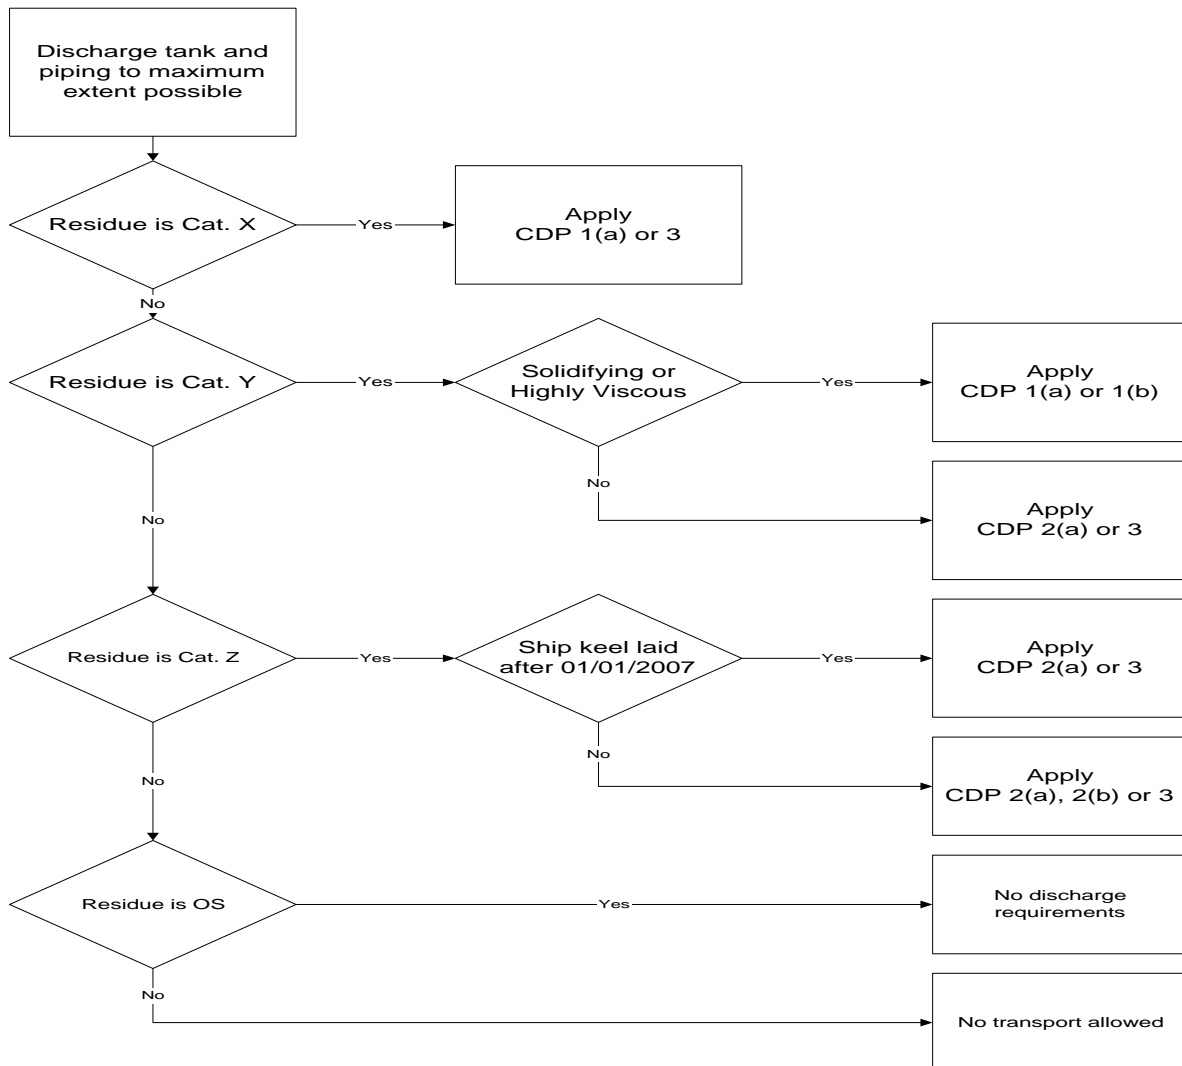 Discharge tank and
piping to maximum
extent possible
Residue is Cat. X
Yes
Apply
CDP 1(a) or 3
No
Residue is Cat. Y
Yes
Solidifying or
Highly Viscous
Yes
Apply
CDP 1(a) or 1(b)
No
Apply
CDP 2(a) or 3
No
Residue is Cat. Z
Yes
Ship keel laid
after 01/01/2007
Yes
Apply
CDP 2(a) or 3
No
Apply
CDP 2(a), 2(b) or 3
No
Residue is OS
Yes
No discharge
requirements
No
No transport allowed